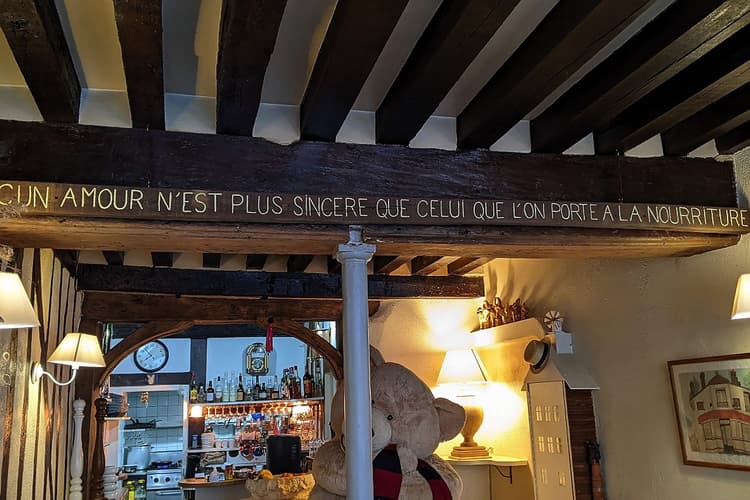 CUN AMOUR N'EST PLUS SINCERE QUE CELUI QUE L'ON PORTE A LA NOURRITURE